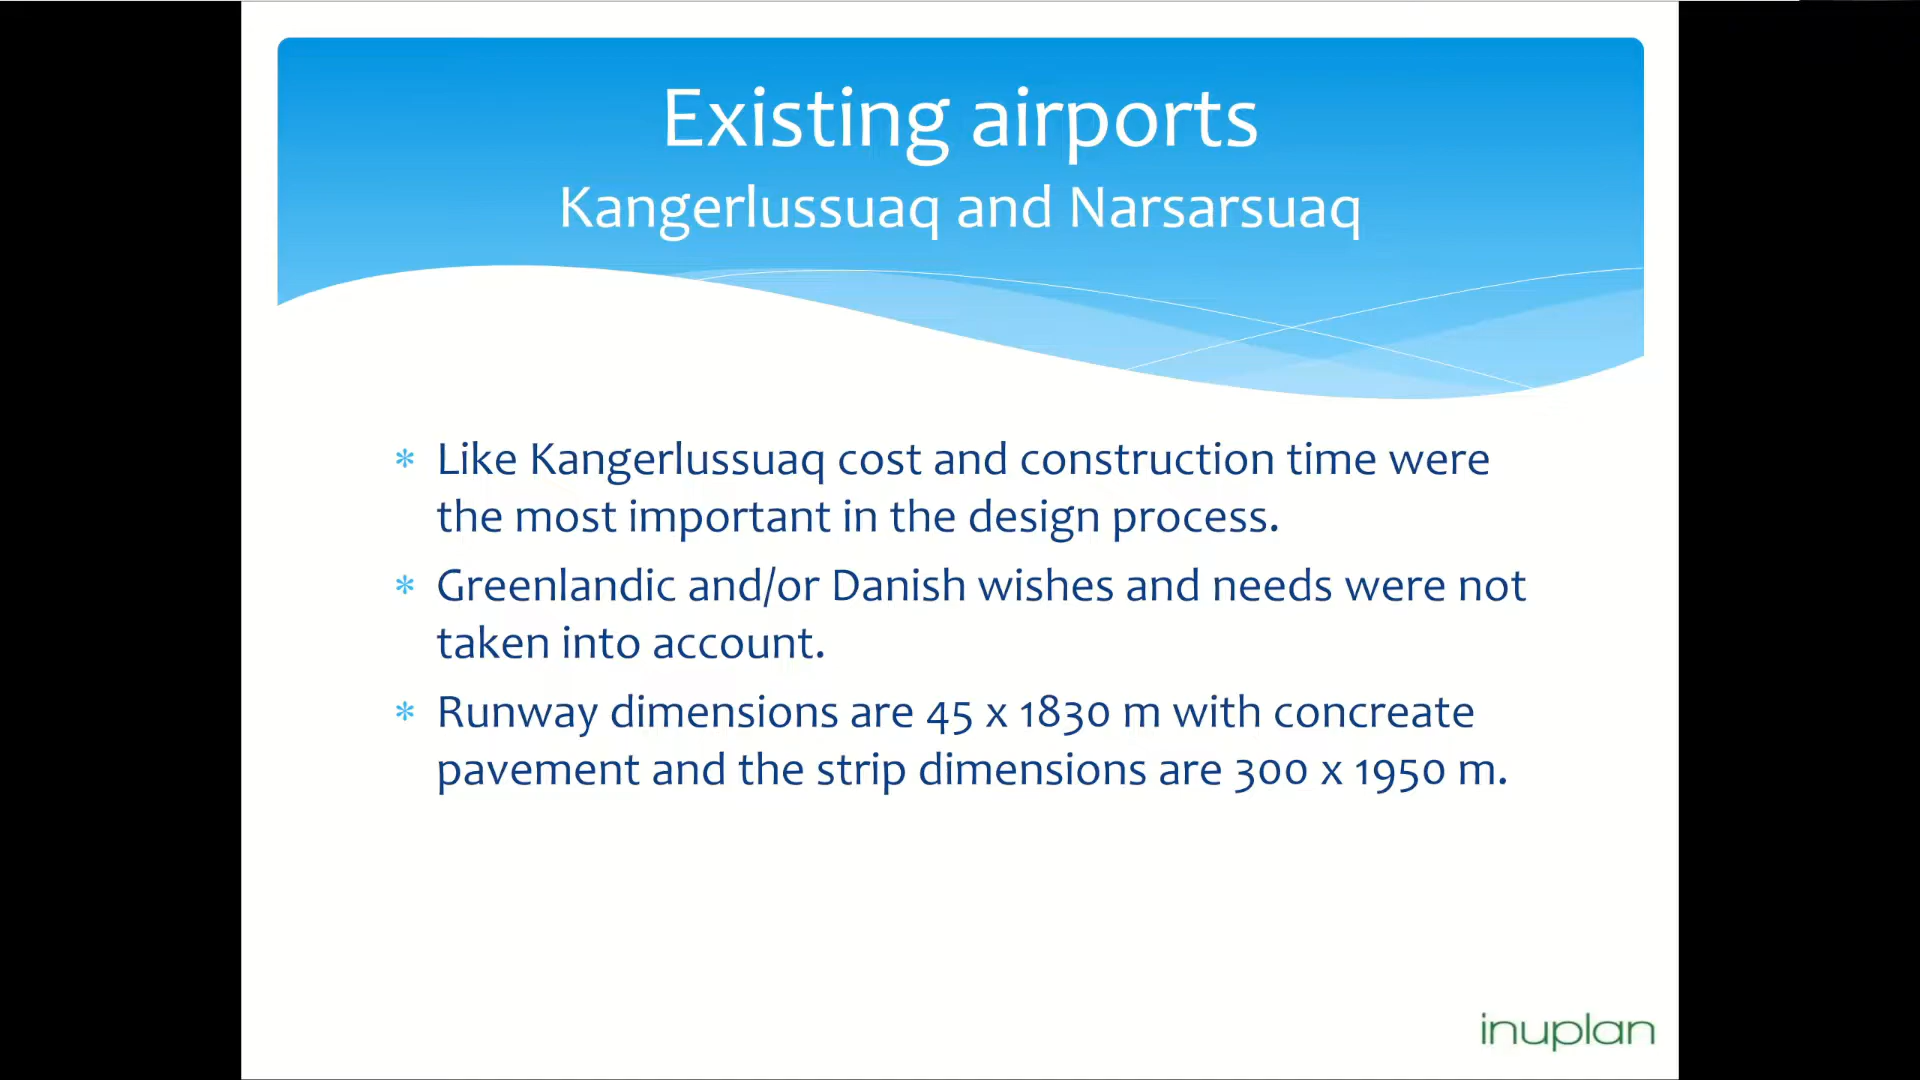 Existing airports
Kangerlussuaq and Narsarsuaq
* Like Kangerlussuaq cost and construction time were
the most important in the design process.
* Greenlandic and/or Danish wishes and needs were not
taken into account.
* Runway dimensions are 45 x 1830 m with concreate
pavement and the strip dimensions are 300 x 1950 m.
inuplan